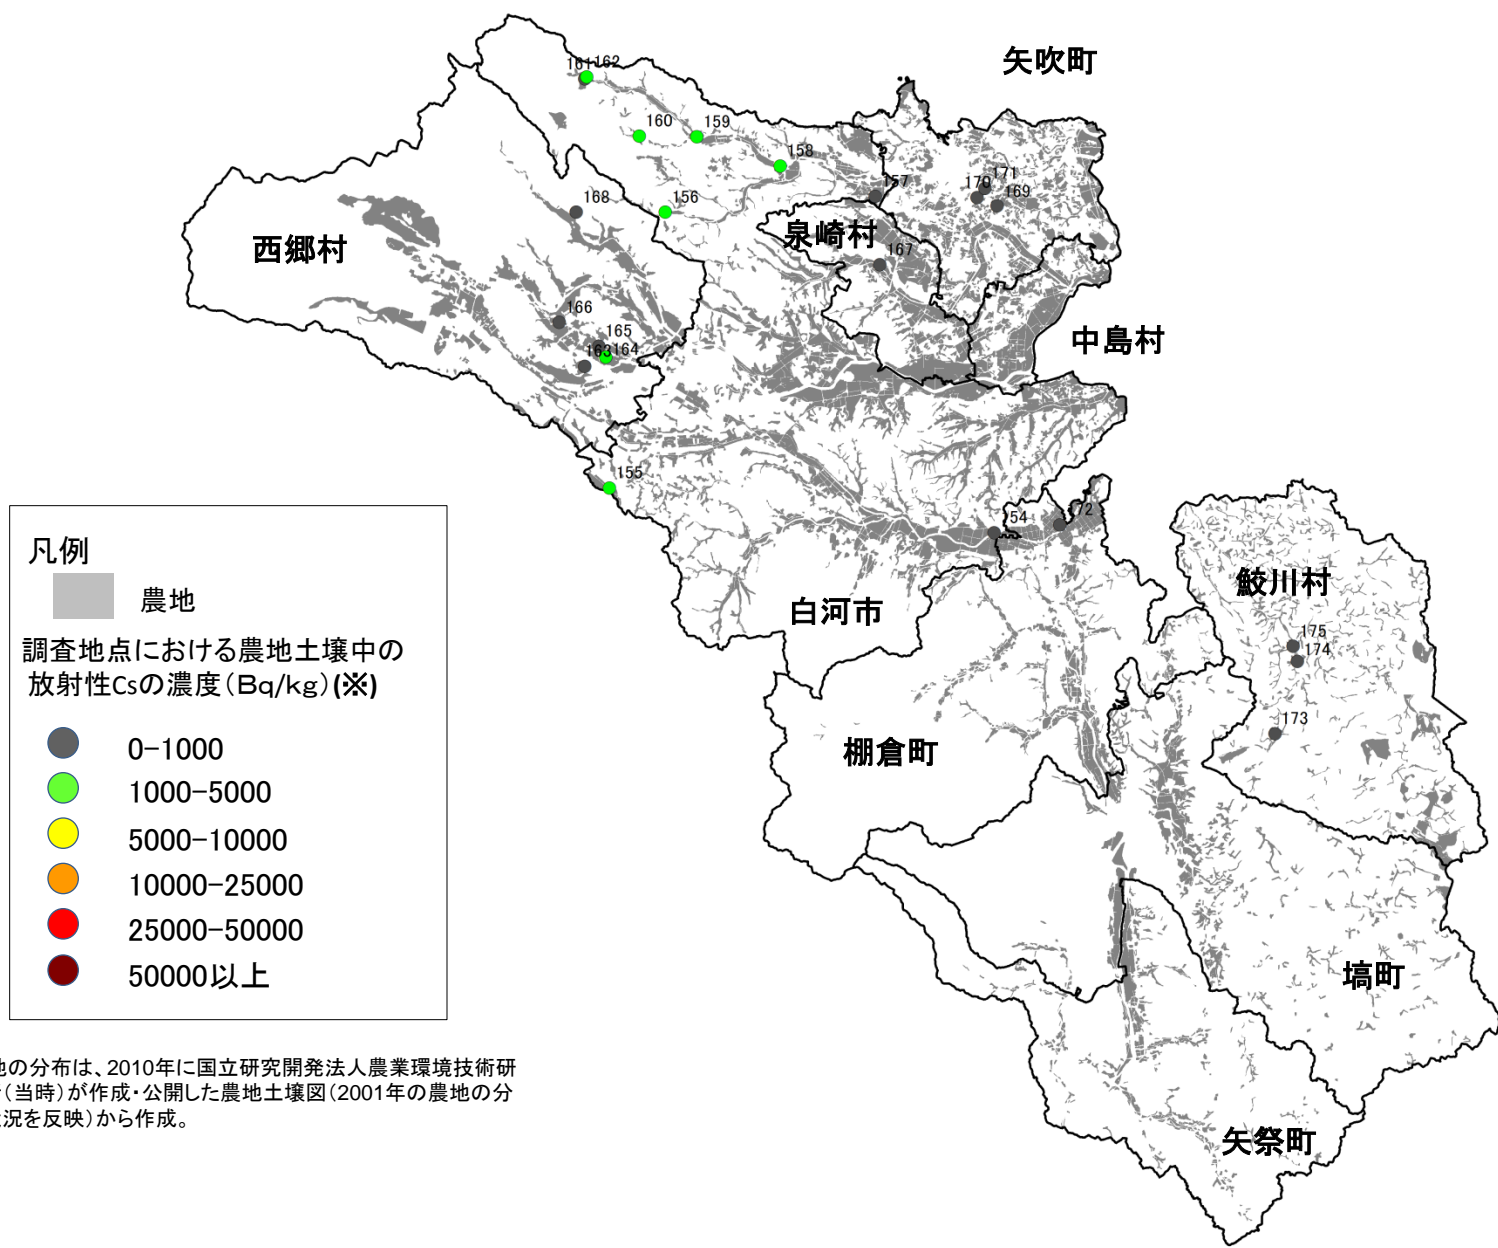 矢吹町
161
162
160
159
158
157
171
170
169
168
156
泉崎村
167
西郷村
166
165
163
164
中島村
155
54
72
凡例
農地
調査地点における農地土壌中の
放射性Csの濃度(Bq/kg)(※)
0-1000
1000-5000
5000-10000
10000-25000
25000-50000
50000以上
白河市
鮫川村
175
174
173
棚倉町
塙町
矢祭町
地の分布は、2010年に国立研究開発法人農業環境技術研
(当時)が作成・公開した農地土壌図(2001年の農地の分
況を反映)から作成。